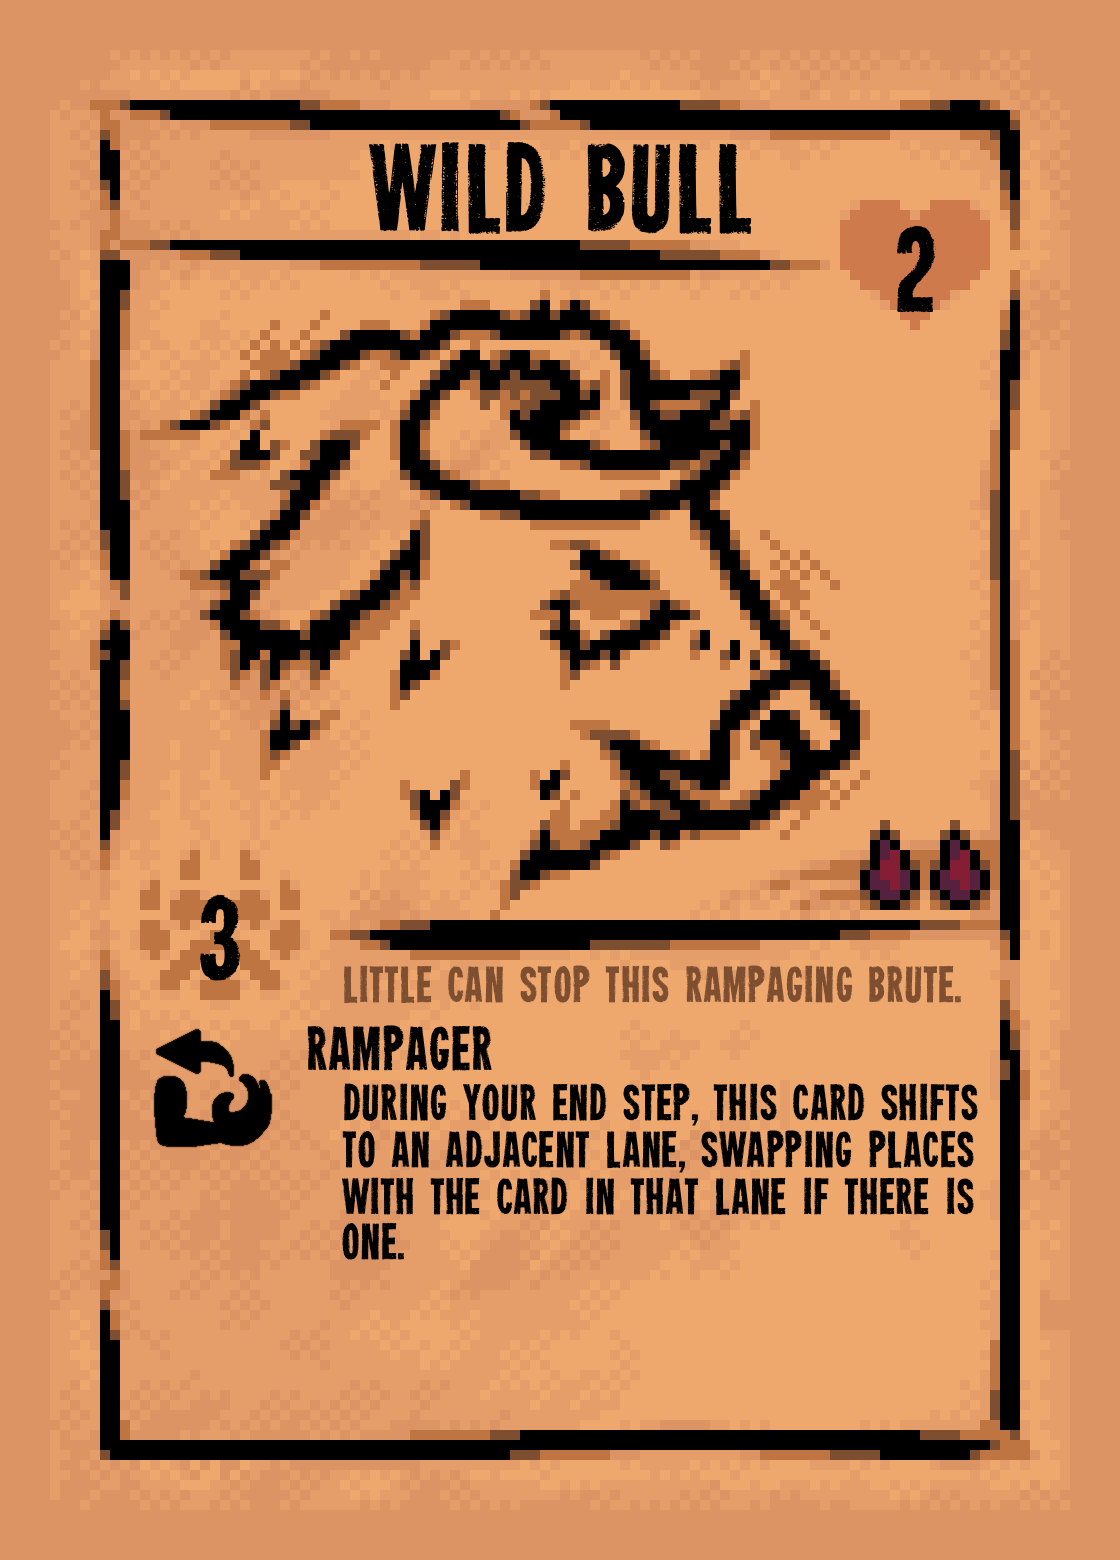 WILD BULL
2
3
LITTLE CAN STOP THIS RAMPAGING BRUTE.
RAMPAGER
DURING YOUR END STEP, THIS CARD SHIFTS
TO AN ADJACENT LANE, SWAPPING PLACES
WITH THE CARD IN THAT LANE IF THERE IS
ONE.